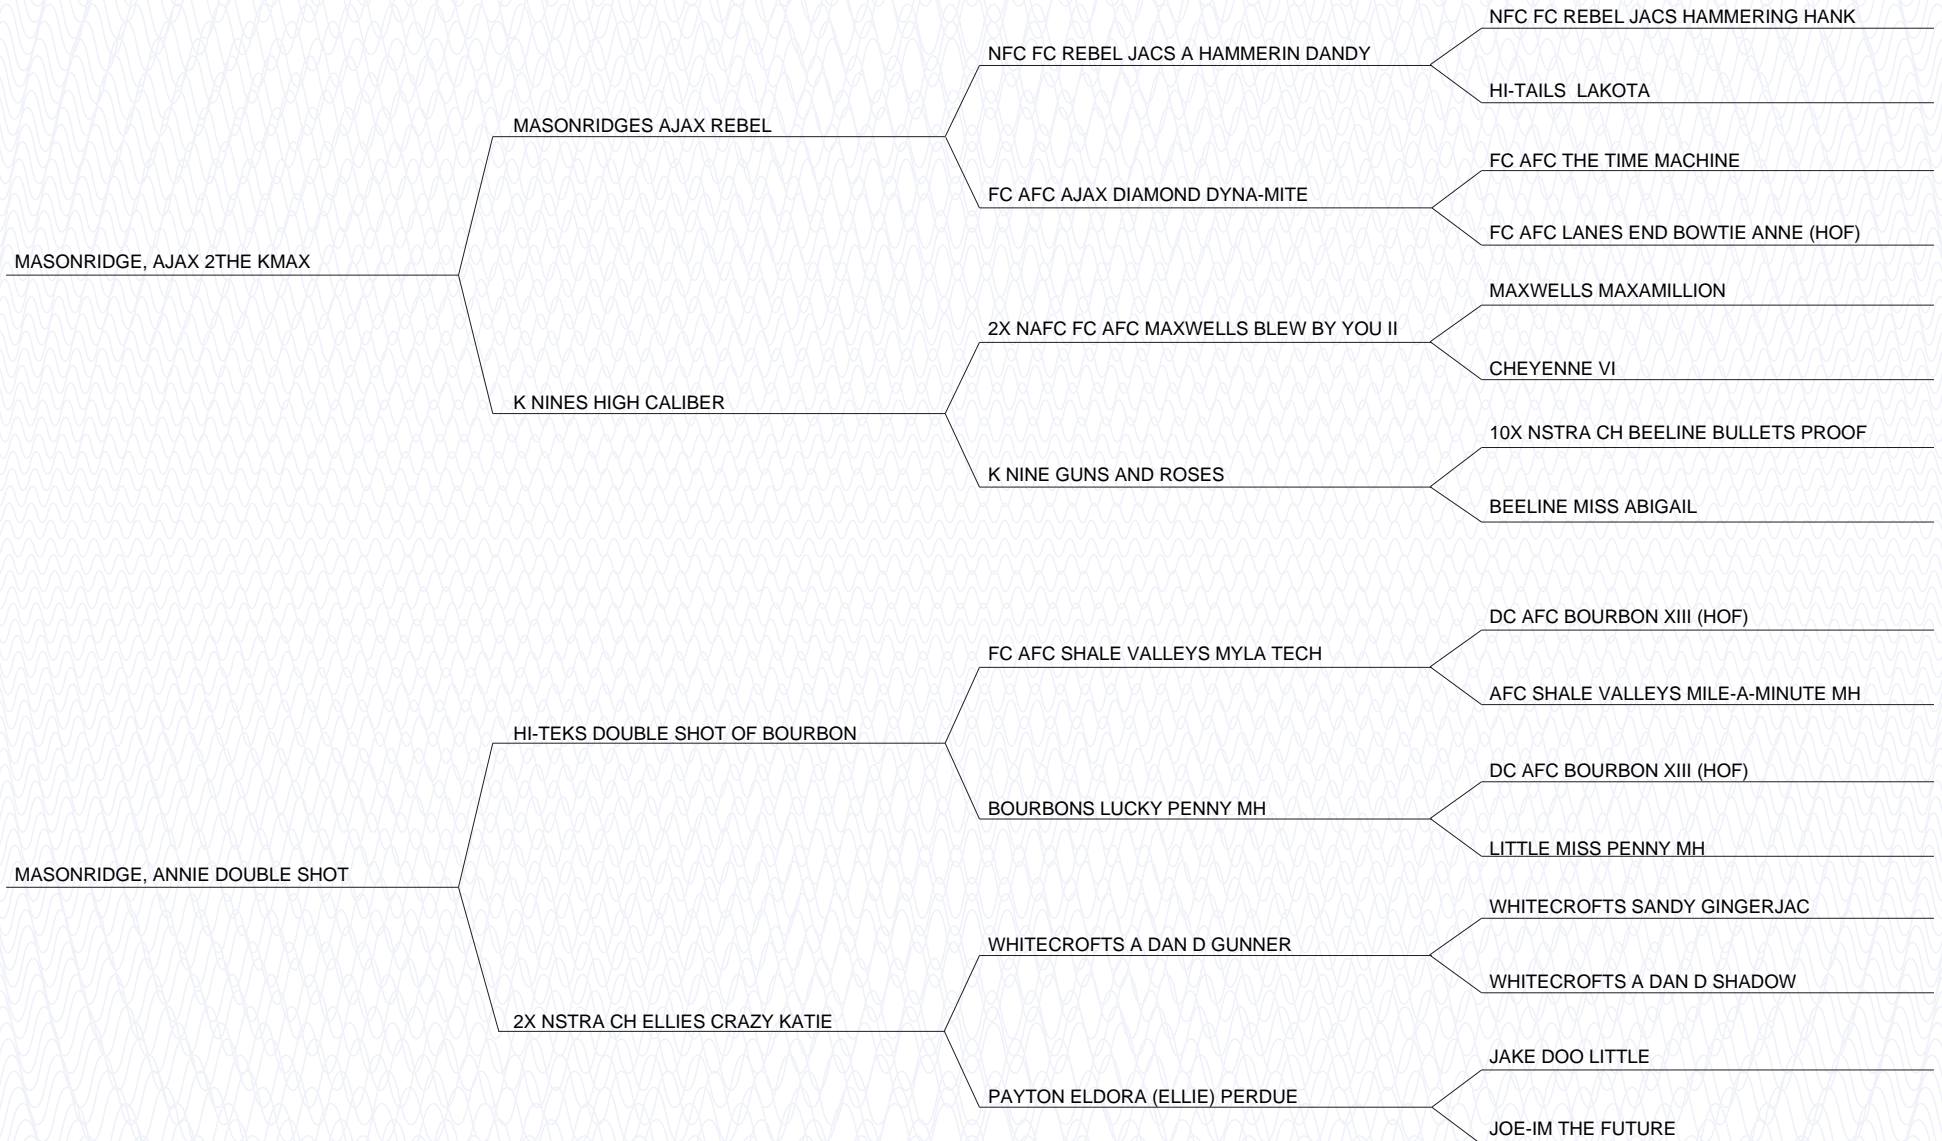 NFC FC REBEL JACS HAMMERING HANK
NFC FC REBEL JACS A HAMMERIN DANDY
HI-TAILS  LAKOTA
MASONRIDGES AJAX REBEL
FC AFC THE TIME MACHINE
FC AFC AJAX DIAMOND DYNA-MITE
FC AFC LANES END BOWTIE ANNE (HOF)
MASONRIDGE, AJAX 2THE KMAX
MAXWELLS MAXAMILLION
2X NAFC FC AFC MAXWELLS BLEW BY YOU II
CHEYENNE VI
K NINES HIGH CALIBER
10X NSTRA CH BEELINE BULLETS PROOF
K NINE GUNS AND ROSES
BEELINE MISS ABIGAIL
DC AFC BOURBON XIII (HOF)
FC AFC SHALE VALLEYS MYLA TECH
AFC SHALE VALLEYS MILE-A-MINUTE MH
HI-TEKS DOUBLE SHOT OF BOURBON
DC AFC BOURBON XIII (HOF)
BOURBONS LUCKY PENNY MH
LITTLE MISS PENNY MH
MASONRIDGE, ANNIE DOUBLE SHOT
WHITECROFTS SANDY GINGERJAC
WHITECROFTS A DAN D GUNNER
WHITECROFTS A DAN D SHADOW
2X NSTRA CH ELLIES CRAZY KATIE
JAKE DOO LITTLE
PAYTON ELDORA (ELLIE) PERDUE
JOE-IM THE FUTURE